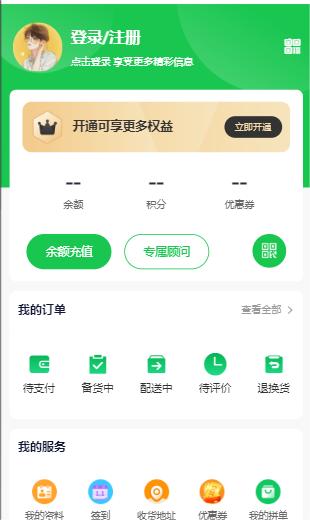 登录/注册
点击登录 享受更多精彩信息
开通可享更多权益
立即开通
-- -- --
余额 积分 优惠券
余额充值 专属顾问
我的订单 查看全部 >
待支付 备货中 配送中 待评价 退换货
我的服务
我的资料 签到 收货地址 优惠券 我的拼单